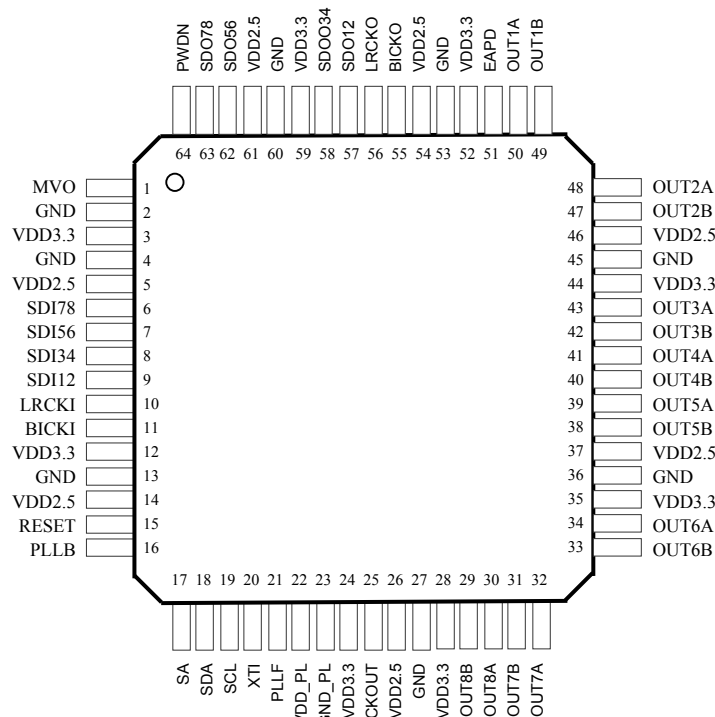 PWDN
SDO78
SDO56
VDD2.5
GND
VDD3.3
SDOO34
SDO12
LRCKO
BICKO
VDD2.5
GND
VDD3.3
EAPD
OUT1A
OUT1B
64 63 62 61 60 59 58 57 56 55 54 53 52 51 50 49
MVO 1
GND 2
VDD3.3 3
GND 4
VDD2.5 5
SDI78 6
SDI56 7
SDI34 8
SDI12 9
LRCKI 10
BICKI 11
VDD3.3 12
GND 13
VDD2.5 14
RESET 15
PLLB 16
48 OUT2A
47 OUT2B
46 VDD2.5
45 GND
44 VDD3.3
43 OUT3A
42 OUT3B
41 OUT4A
40 OUT4B
39 OUT5A
38 OUT5B
37 VDD2.5
36 GND
35 VDD3.3
34 OUT6A
33 OUT6B
17 18 19 20 21 22 23 24 25 26 27 28 29 30 31 32
SA
SDA
SCL
XTI
PLLF
VDD_PL
GND_PL
VDD3.3
CKOUT
VDD2.5
GND
VDD3.3
OUT8B
OUT8A
OUT7B
OUT7A